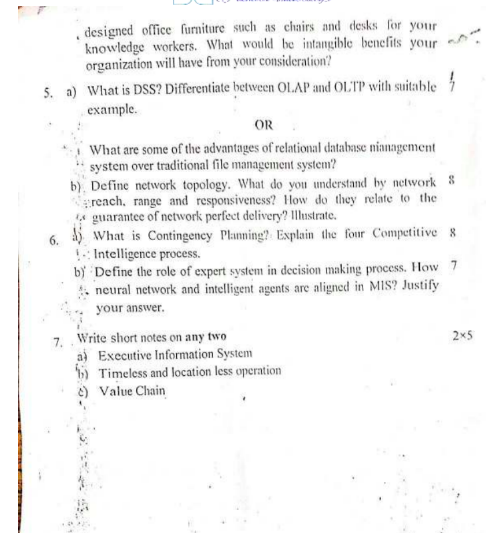 designed office furniture such as chairs and desks for your
knowledge workers. What would be intangible benefits your
organization will have from your consideration?
5. a) What is DSS? Differentiate between OLAP and OLTP with suitable 7
example.
OR
What are some of the advantages of relational database management
system over traditional file management system?
b) Define network topology. What do you understand by network 8
reach, range and responsiveness? How do they relate to the
guarantee of network perfect delivery? Illustrate.
6. a) What is Contingency Planning? Explain the four Competitive 8
Intelligence process.
b) Define the role of expert system in decision making process. How 7
neural network and intelligent agents are aligned in MIS? Justify
your answer.
7. Write short notes on any two 2×5
a) Executive Information System
b) Timeless and location less operation
c) Value Chain